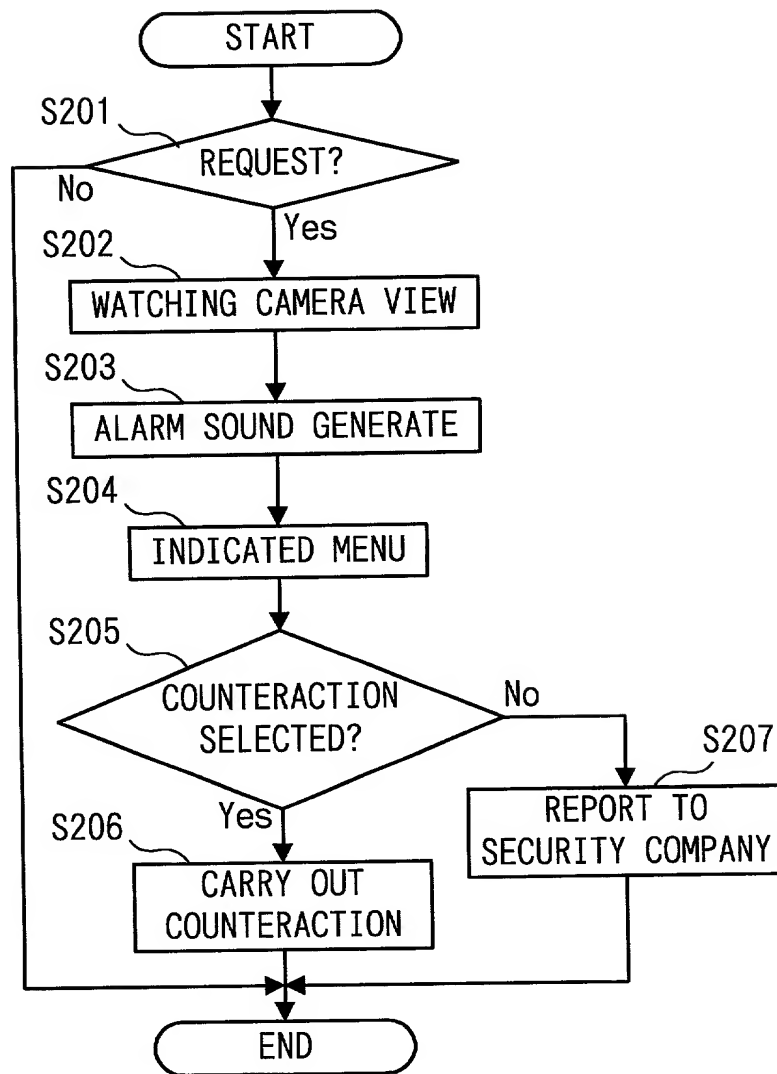 START
S201
REQUEST?
No
Yes
S202
WATCHING CAMERA VIEW
S203
ALARM SOUND GENERATE
S204
INDICATED MENU
S205
COUNTERACTION
SELECTED?
No
Yes
S207
REPORT TO
SECURITY COMPANY
S206
CARRY OUT
COUNTERACTION
END